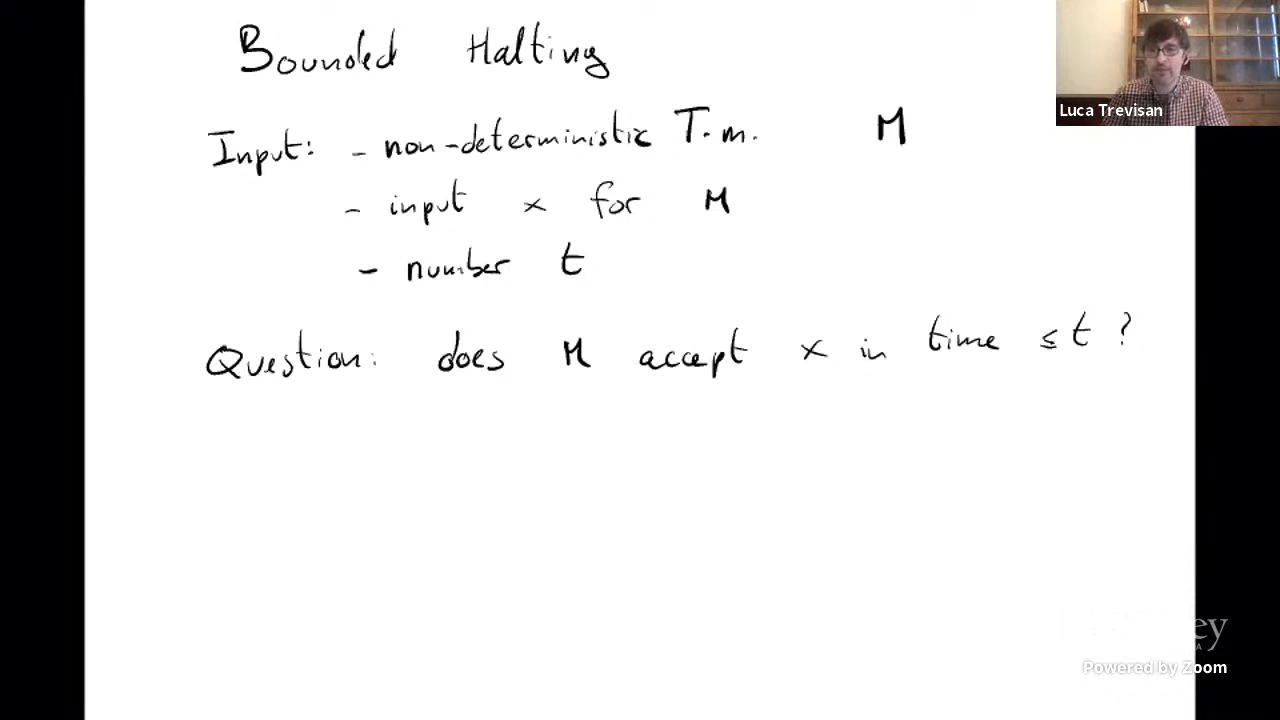 Bounded Halting
Luca Trevisan
Input: - non-deterministic T.m. M
- input x for M
- number t
Question: does M accept x in time ≤ t ?
Powered by Zoom